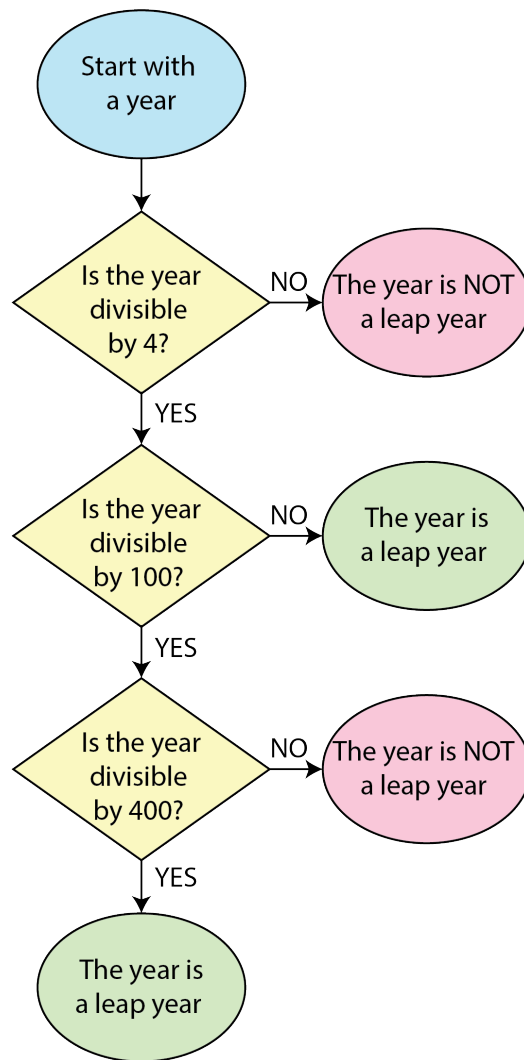 Start with
a year
Is the year
divisible
by 4?
NO
The year is NOT
a leap year
YES
Is the year
divisible
by 100?
NO
The year is
a leap year
YES
Is the year
divisible
by 400?
NO
The year is NOT
a leap year
YES
The year is
a leap year